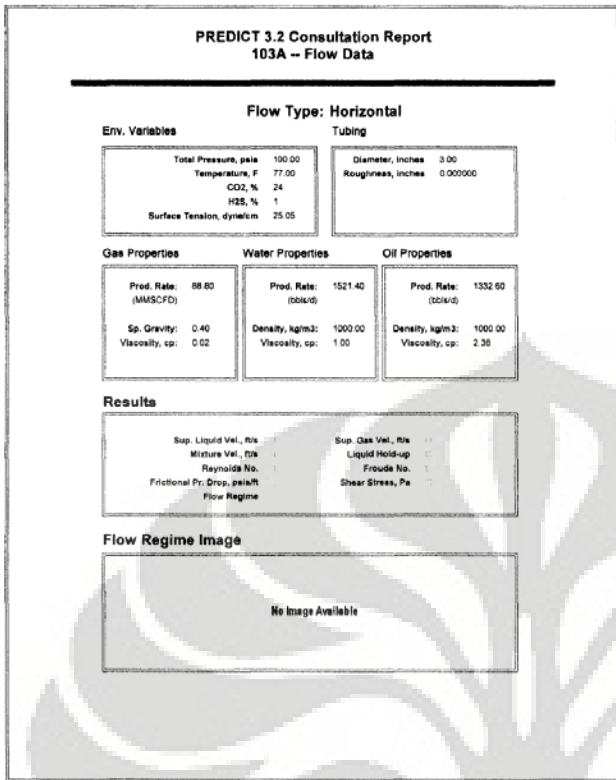 PREDICT 3.2 Consultation Report
103A -- Flow Data
Flow Type: Horizontal
Env. Variables
Tubing
Total Pressure, psia 100.00
Temperature, F 77.00
CO2, % 24
H2S, % 1
Surface Tension, dyne/cm 25.05
Diameter, inches 3.00
Roughness, inches 0.000000
Gas Properties
Water Properties
Oil Properties
Prod. Rate: 88.80
(MMSCFD)
Sp. Gravity: 0.40
Viscosity, cp: 0.02
Prod. Rate: 1521.40
(bbls/d)
Density, kg/m3: 1000.00
Viscosity, cp: 1.00
Prod. Rate: 1332.60
(bbls/d)
Density, kg/m3: 1000.00
Viscosity, cp: 2.36
Results
Sup. Liquid Vel., ft/s
Mixture Vel., ft/s
Reynolds No.
Frictional Pr. Drop, psia/ft
Flow Regime
Sup. Gas Vel., ft/s
Liquid Hold-up
Froude No.
Shear Stress, Pa
Flow Regime Image
No Image Available